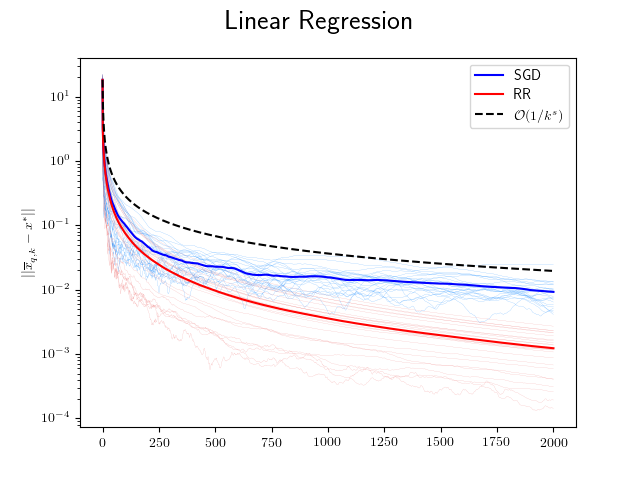 Linear Regression
SGD
RR
𝒪(1/k^s)
10^1
10^0
10^−1
10^−2
10^−3
10^−4
||x̅_{q,k} − x*||
0 250 500 750 1000 1250 1500 1750 2000